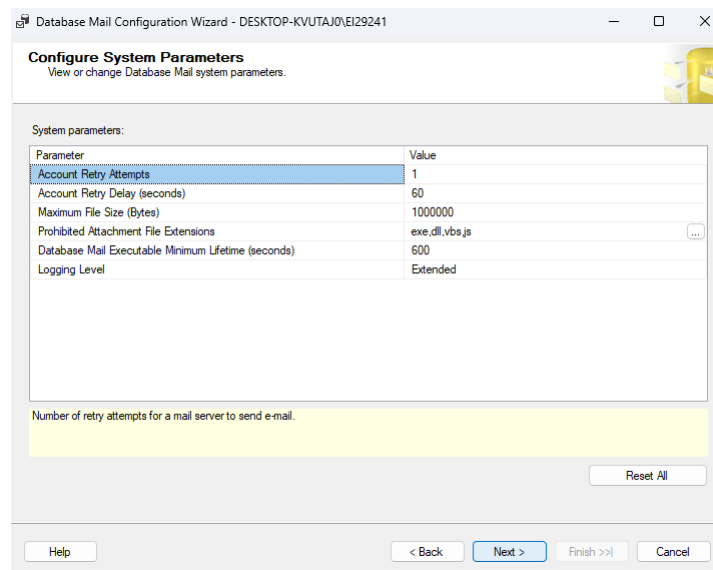 Database Mail Configuration Wizard - DESKTOP-KVUTAJ0\EI29241
Configure System Parameters
View or change Database Mail system parameters.
System parameters:
Parameter Value
Account Retry Attempts 1
Account Retry Delay (seconds) 60
Maximum File Size (Bytes) 1000000
Prohibited Attachment File Extensions exe,dll,vbs,js ...
Database Mail Executable Minimum Lifetime (seconds) 600
Logging Level Extended
Number of retry attempts for a mail server to send e-mail.
Reset All
Help < Back Next > Finish >>| Cancel